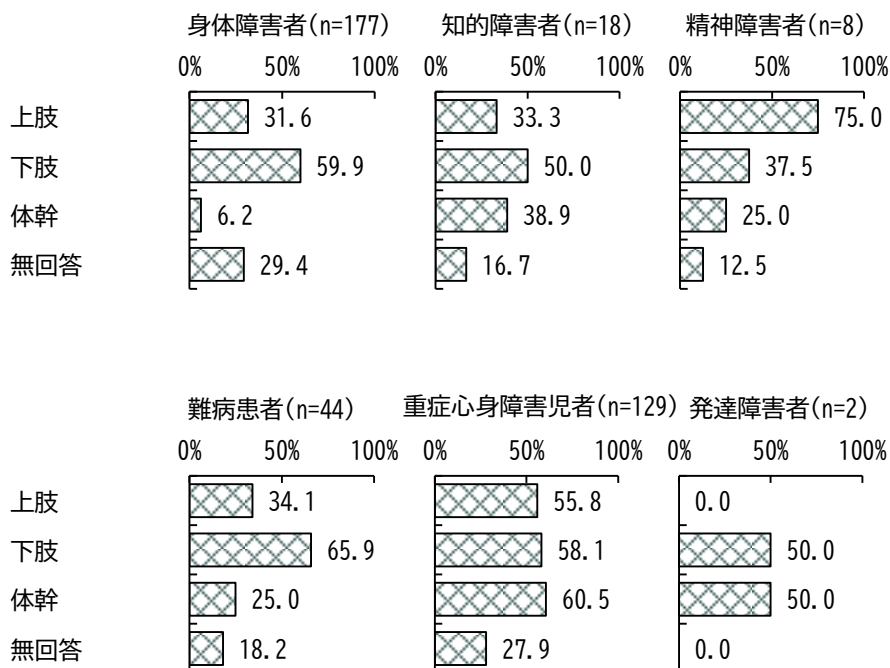 身体障害者(n=177) 知的障害者(n=18) 精神障害者(n=8)
0% 50% 100% 0% 50% 100% 0% 50% 100%
上肢 31.6 33.3 75.0
下肢 59.9 50.0 37.5
体幹 6.2 38.9 25.0
無回答 29.4 16.7 12.5
難病患者(n=44) 重症心身障害児者(n=129) 発達障害者(n=2)
0% 50% 100% 0% 50% 100% 0% 50% 100%
上肢 34.1 55.8 0.0
下肢 65.9 58.1 50.0
体幹 25.0 60.5 50.0
無回答 18.2 27.9 0.0